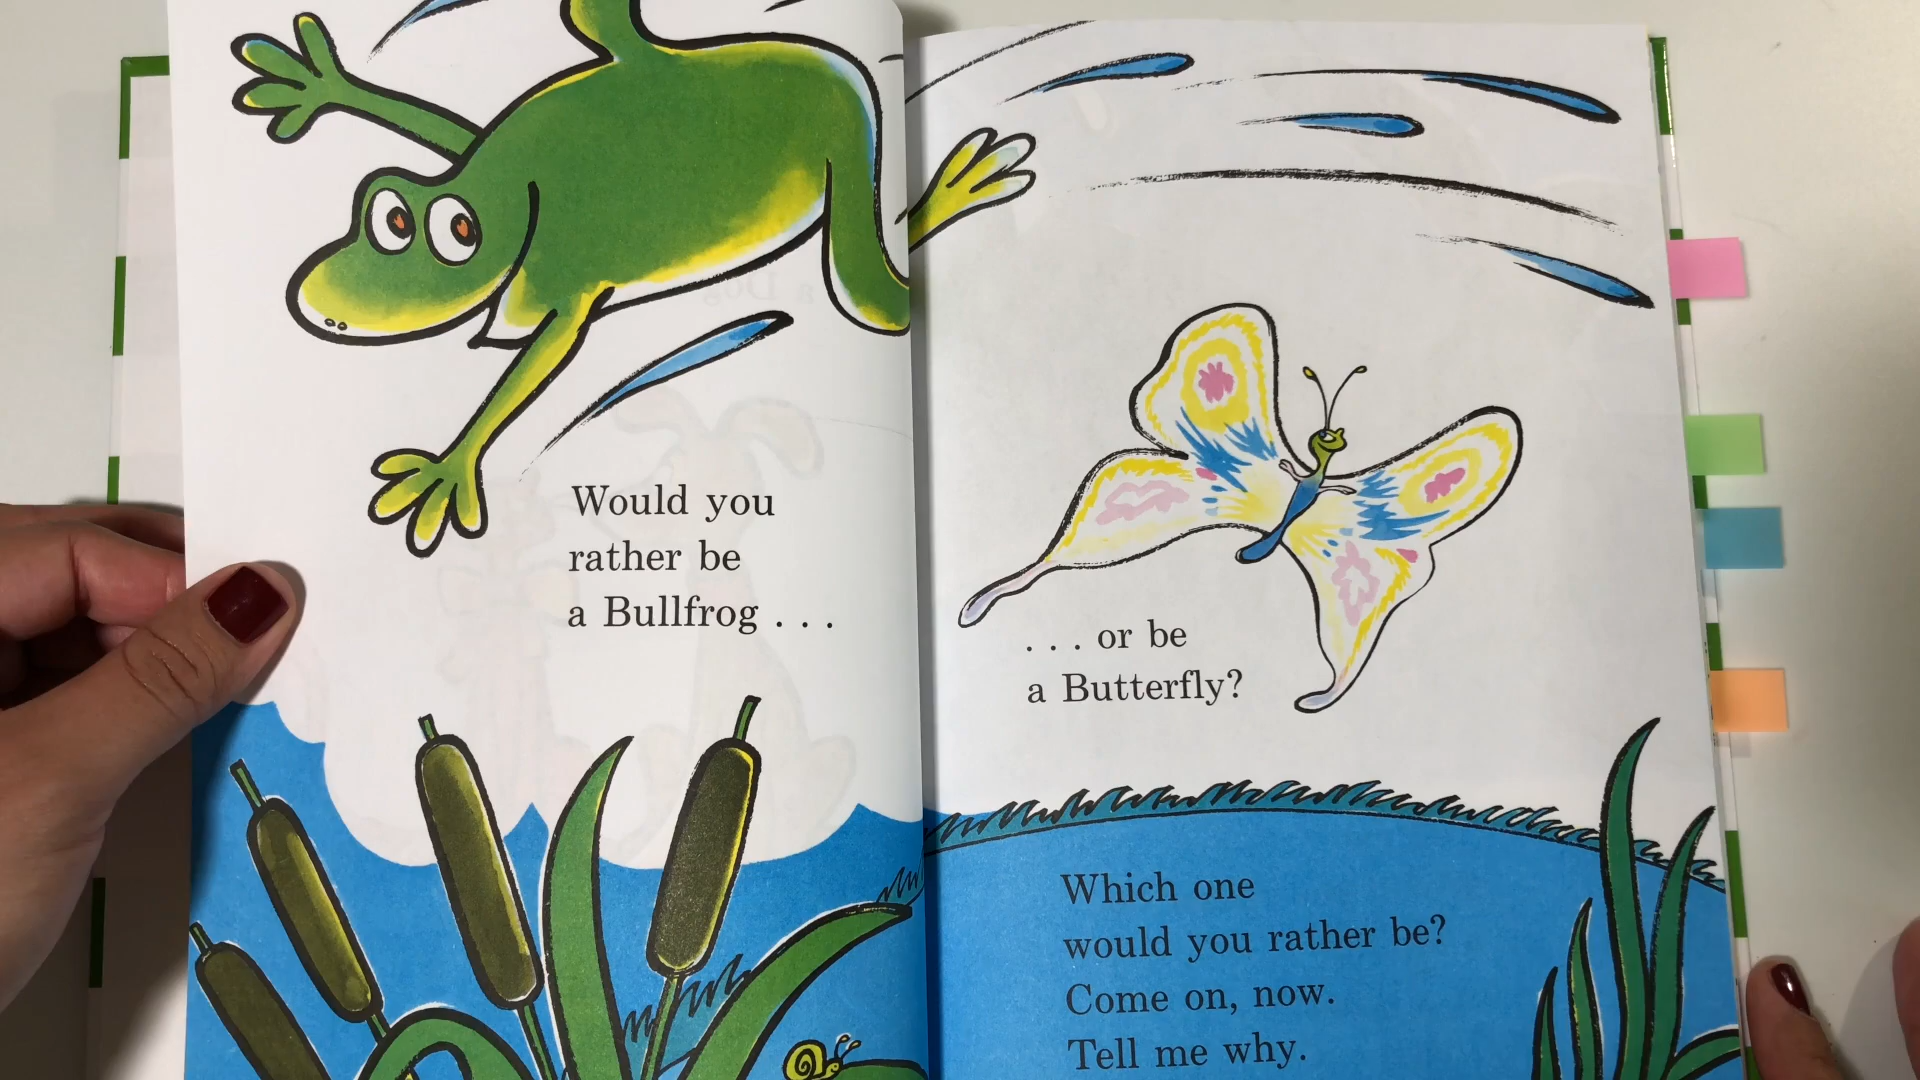 Would you
rather be
a Bullfrog . . .
. . . or be
a Butterfly?
Which one
would you rather be?
Come on, now.
Tell me why.